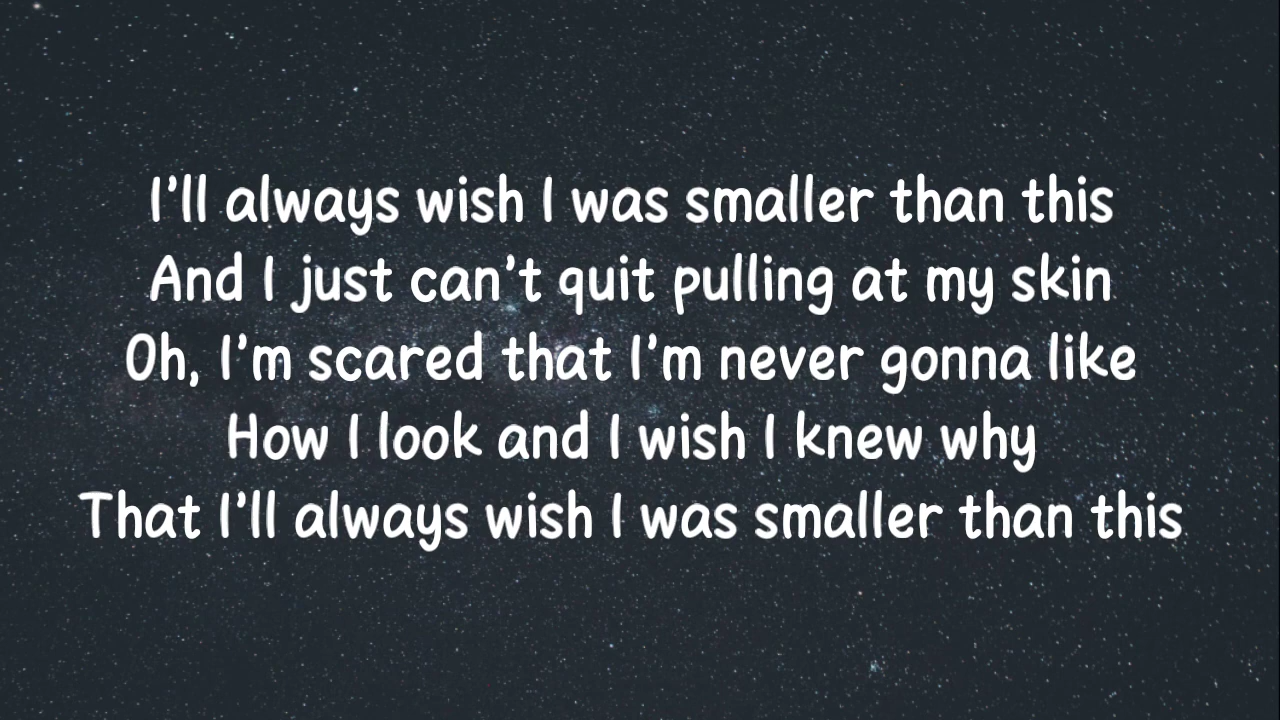 I'll always wish I was smaller than this
And I just can't quit pulling at my skin
Oh, I'm scared that I'm never gonna like
How I look and I wish I knew why
That I'll always wish I was smaller than this